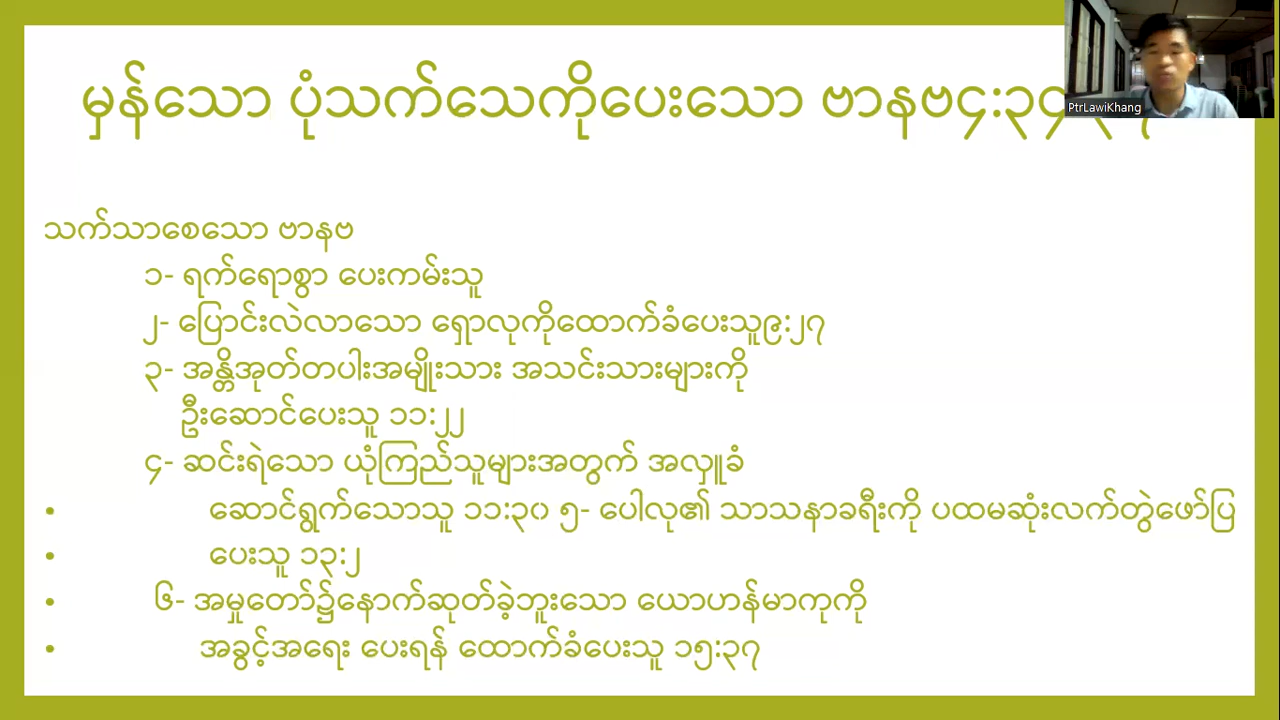 မှန်သော ပုံသက်သေကိုပေးသော ဗာနဗ၄:၃၄
PtrLawiKhang
သက်သာစေသော ဗာနဗ
၁- ရက်ရောစွာ ပေးကမ်းသူ
၂- ပြောင်းလဲလာသော ရှောလုကိုထောက်ခံပေးသူ၉:၂၇
၃- အန္တိအုတ်တပါးအမျိုးသား အသင်းသားများကို
ဦးဆောင်ပေးသူ ၁၁:၂၂
၄- ဆင်းရဲသော ယုံကြည်သူများအတွက် အလှူခံ
• ဆောင်ရွက်သောသူ ၁၁:၃၀ ၅- ပေါလု၏ သာသနာခရီးကို ပထမဆုံးလက်တွဲဖော်ပြ
• ပေးသူ ၁၃:၂
• ၆- အမှုတော်၌နောက်ဆုတ်ခဲ့ဘူးသော ယောဟန်မာကုကို
• အခွင့်အရေး ပေးရန် ထောက်ခံပေးသူ ၁၅:၃၇